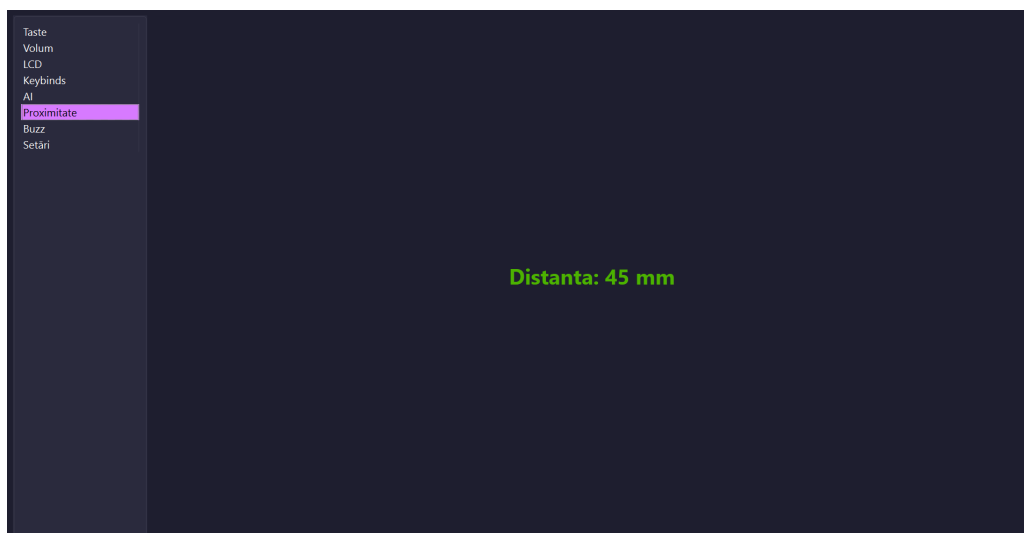 Taste
Volum
LCD
Keybinds
AI
Proximitate
Buzz
Setări
Distanta: 45 mm